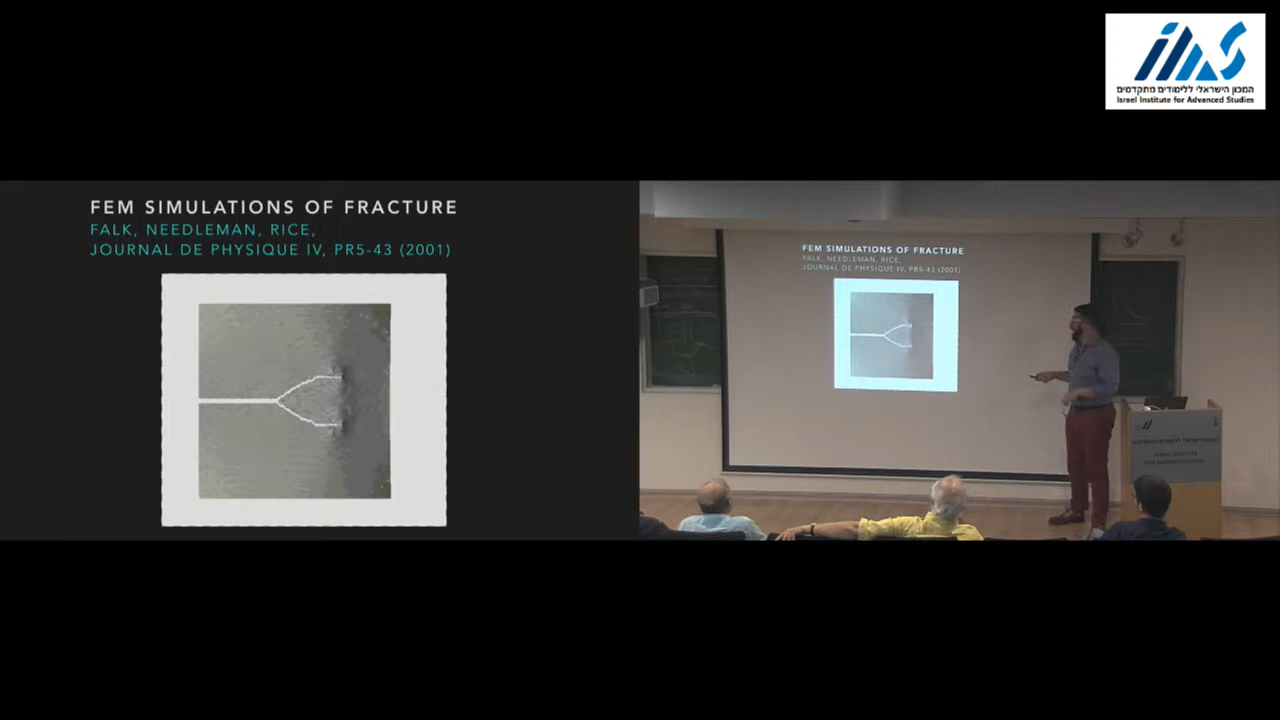 המכון הישראלי ללימודים מתקדמים
Israel Institute for Advanced Studies
FEM SIMULATIONS OF FRACTURE
FALK, NEEDLEMAN, RICE,
JOURNAL DE PHYSIQUE IV, PR5-43 (2001)
FEM SIMULATIONS OF FRACTURE
FALK, NEEDLEMAN, RICE,
JOURNAL DE PHYSIQUE IV, PR5-43 (2001)